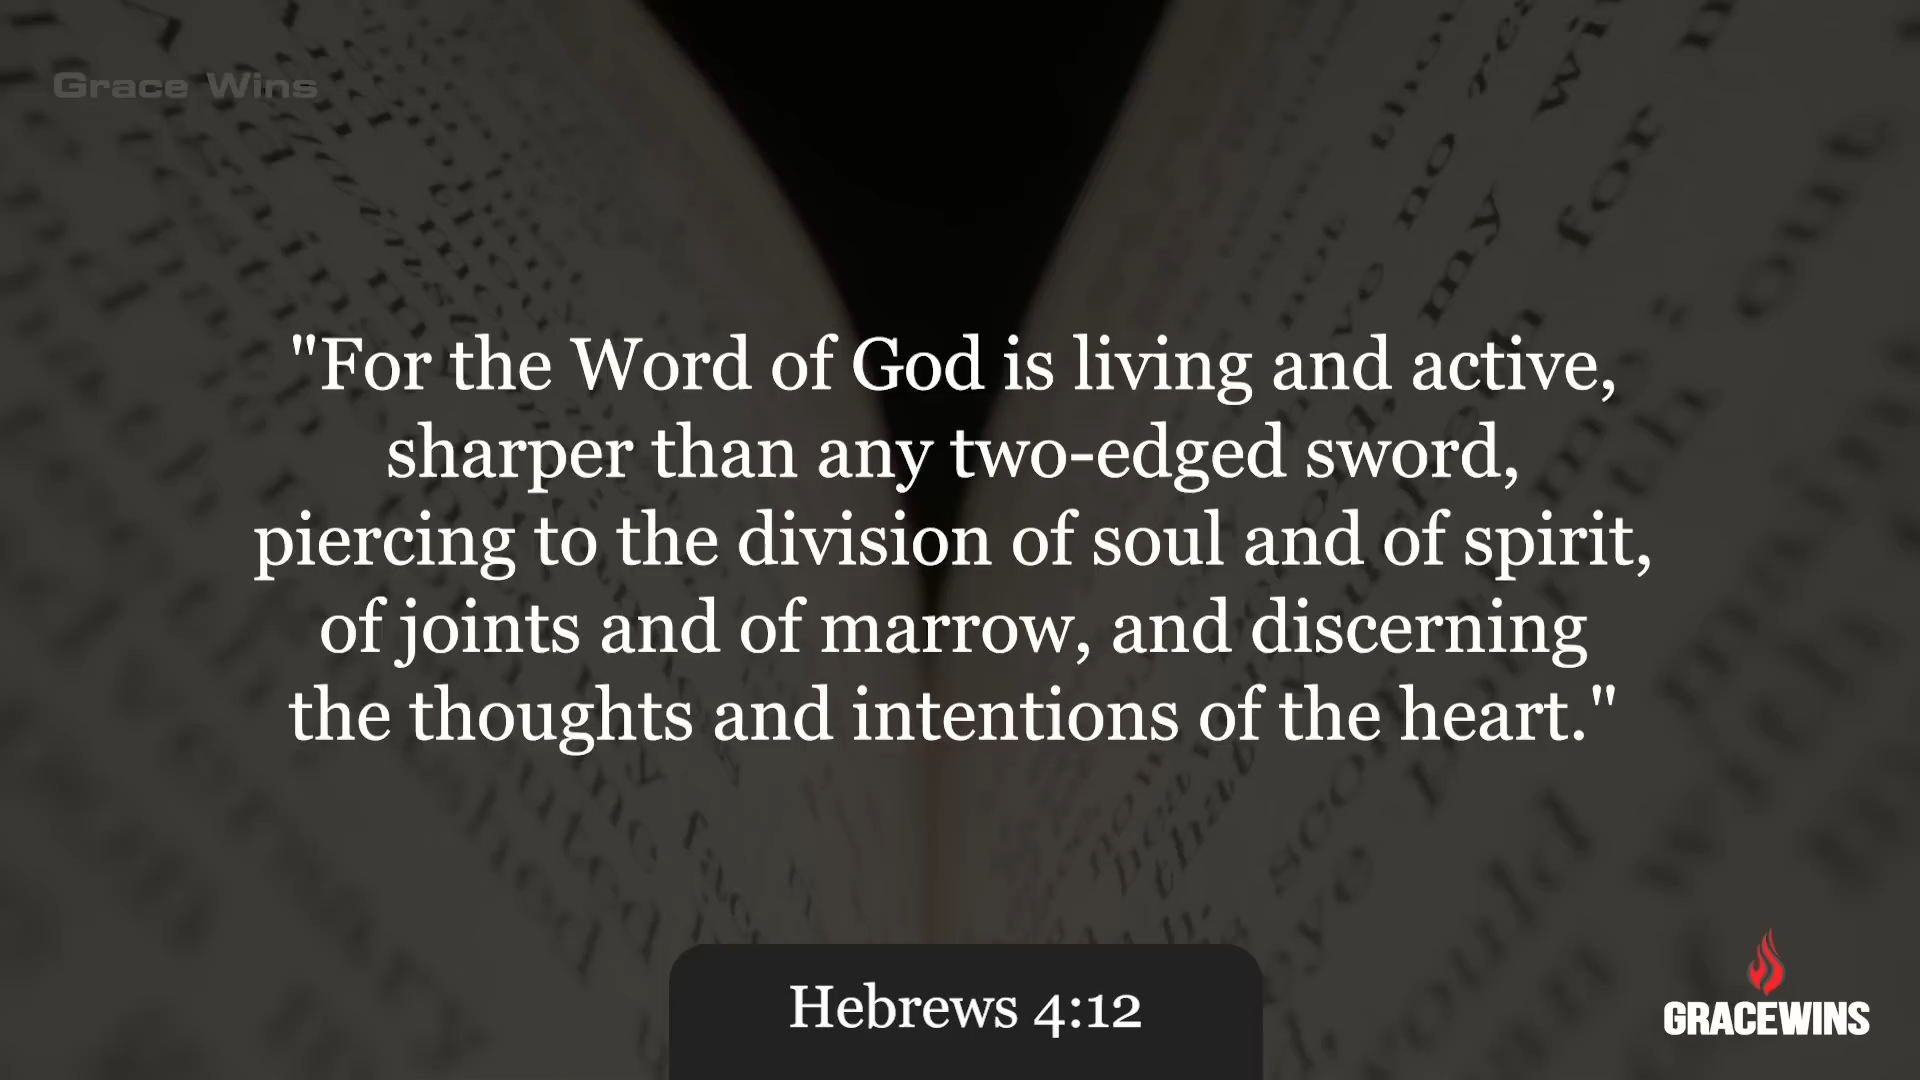 Grace Wins
"For the Word of God is living and active,
sharper than any two-edged sword,
piercing to the division of soul and of spirit,
of joints and of marrow, and discerning
the thoughts and intentions of the heart."
Hebrews 4:12
GRACEWINS